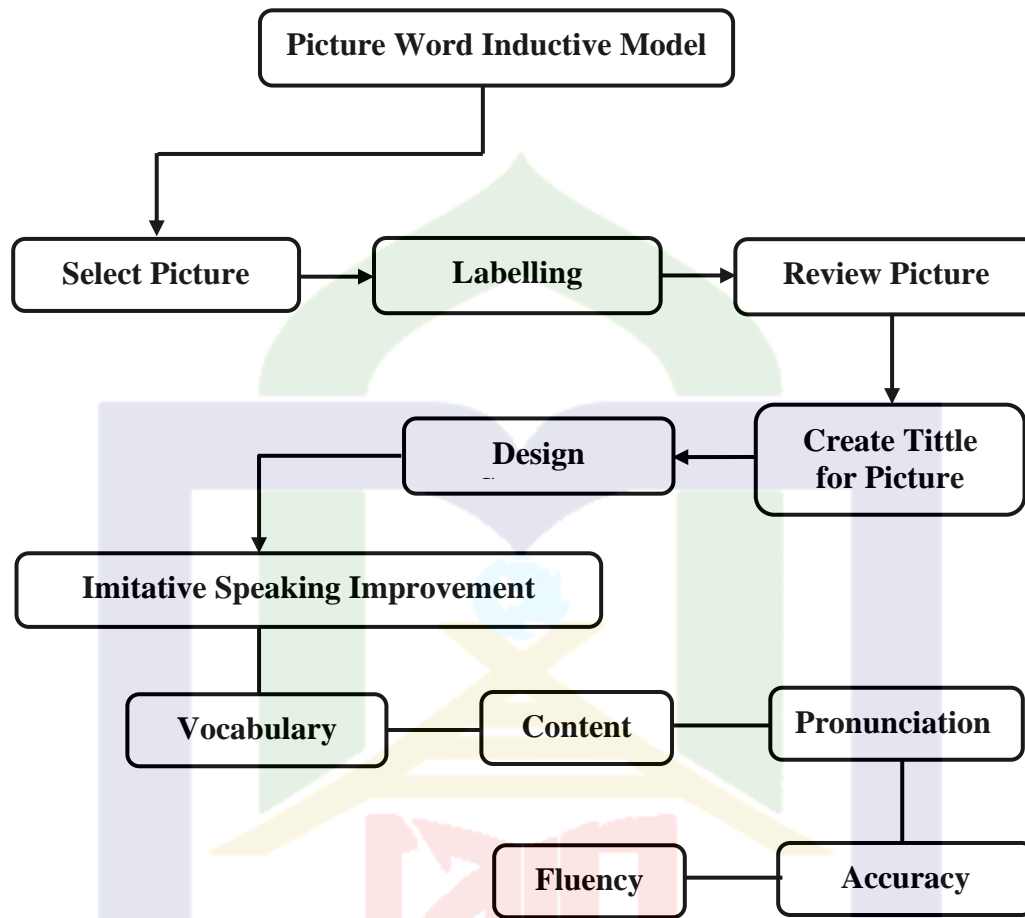 Picture Word Inductive Model
Select Picture
Labelling
Review Picture
Create Tittle
for Picture
Design
Imitative Speaking Improvement
Vocabulary
Content
Pronunciation
Accuracy
Fluency